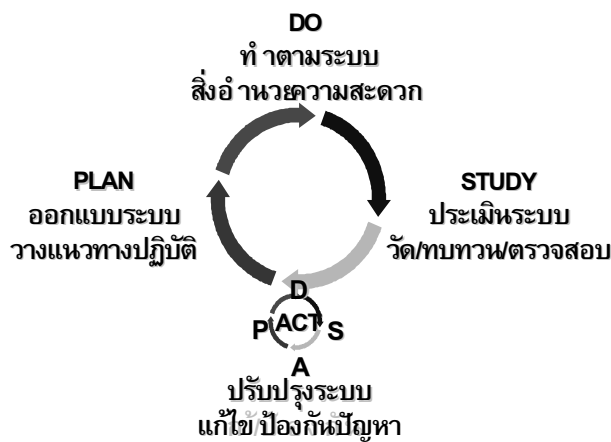 DO
ทำตามระบบ
สิ่งอำนวยความสะดวก
PLAN
ออกแบบระบบ
วางแนวทางปฏิบัติ
STUDY
ประเมินระบบ
วัด/ทบทวน/ตรวจสอบ
D
P ACT S
A
ปรับปรุงระบบ
แก้ไข/ป้องกันปัญหา